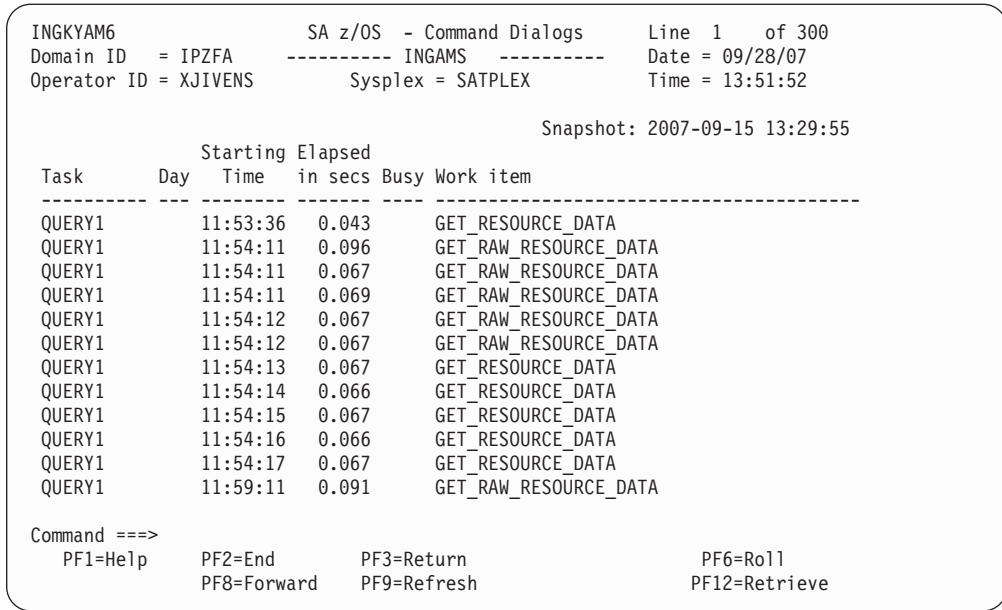 INGKYAM6 SA z/OS - Command Dialogs Line 1 of 300
Domain ID = IPZFA ---------- INGAMS ---------- Date = 09/28/07
Operator ID = XJIVENS Sysplex = SATPLEX Time = 13:51:52
Snapshot: 2007-09-15 13:29:55
Starting Elapsed
Task Day Time in secs Busy Work item
---------- --- -------- ------- ---- ----------------------------------------
QUERY1 11:53:36 0.043 GET_RESOURCE_DATA
QUERY1 11:54:11 0.096 GET_RAW_RESOURCE_DATA
QUERY1 11:54:11 0.067 GET_RAW_RESOURCE_DATA
QUERY1 11:54:11 0.069 GET_RAW_RESOURCE_DATA
QUERY1 11:54:12 0.067 GET_RAW_RESOURCE_DATA
QUERY1 11:54:12 0.067 GET_RAW_RESOURCE_DATA
QUERY1 11:54:13 0.067 GET_RESOURCE_DATA
QUERY1 11:54:14 0.066 GET_RESOURCE_DATA
QUERY1 11:54:15 0.067 GET_RESOURCE_DATA
QUERY1 11:54:16 0.066 GET_RESOURCE_DATA
QUERY1 11:54:17 0.067 GET_RESOURCE_DATA
QUERY1 11:59:11 0.091 GET_RAW_RESOURCE_DATA
Command ===>
PF1=Help PF2=End PF3=Return PF6=Roll
PF8=Forward PF9=Refresh PF12=Retrieve